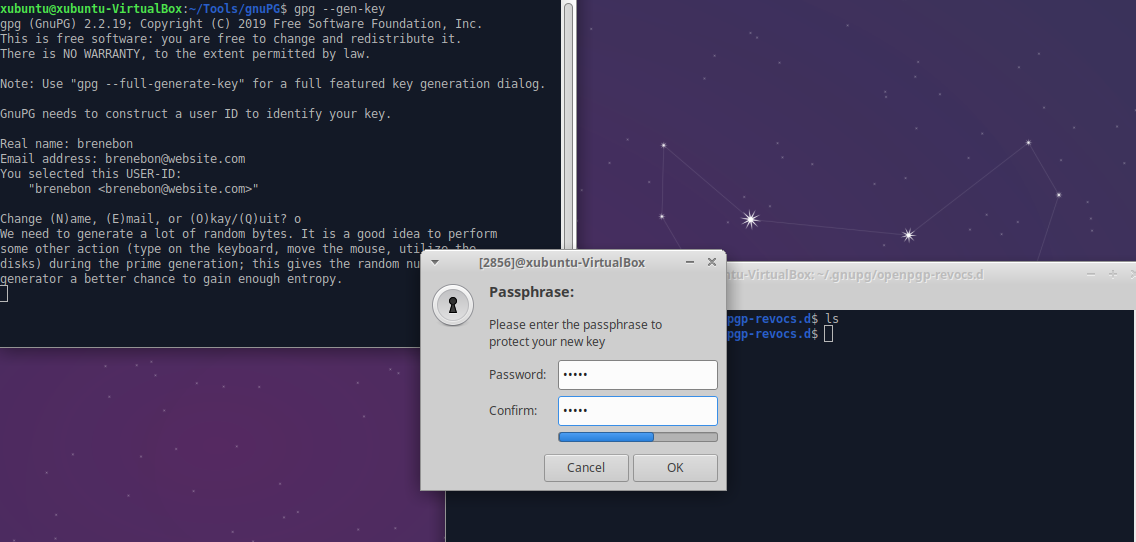 xubuntu@xubuntu-VirtualBox:~/Tools/gnuPG$ gpg --gen-key
gpg (GnuPG) 2.2.19; Copyright (C) 2019 Free Software Foundation, Inc.
This is free software: you are free to change and redistribute it.
There is NO WARRANTY, to the extent permitted by law.
Note: Use "gpg --full-generate-key" for a full featured key generation dialog.
GnuPG needs to construct a user ID to identify your key.
Real name: brenebon
Email address: brenebon@website.com
You selected this USER-ID:
"brenebon <brenebon@website.com>"
Change (N)ame, (E)mail, or (O)kay/(Q)uit? o
We need to generate a lot of random bytes. It is a good idea to perform
some other action (type on the keyboard, move the mouse, utilize the
disks) during the prime generation; this gives the random nu
generator a better chance to gain enough entropy.
[2856]@xubuntu-VirtualBox
Passphrase:
Please enter the passphrase to
protect your new key
Password: •••••
Confirm: •••••
Cancel OK
ntu-VirtualBox: ~/.gnupg/openpgp-revocs.d
pgp-revocs.d$ ls
pgp-revocs.d$